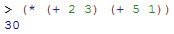 > (* (+ 2 3) (+ 5 1))
30